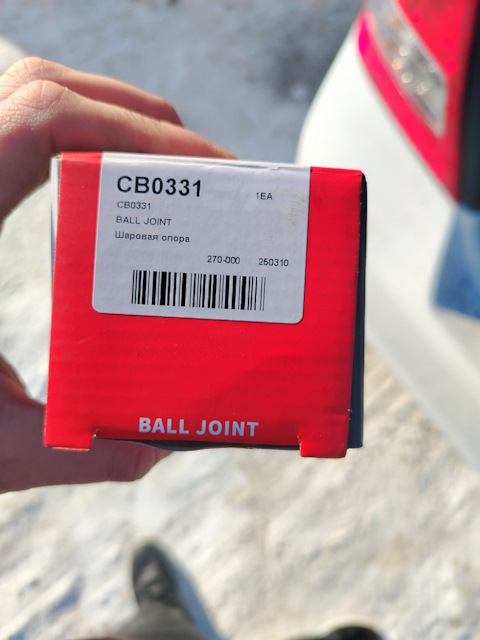 CB0331 1EA
CB0331
BALL JOINT
Шаровая опора
270-000 250310
BALL JOINT